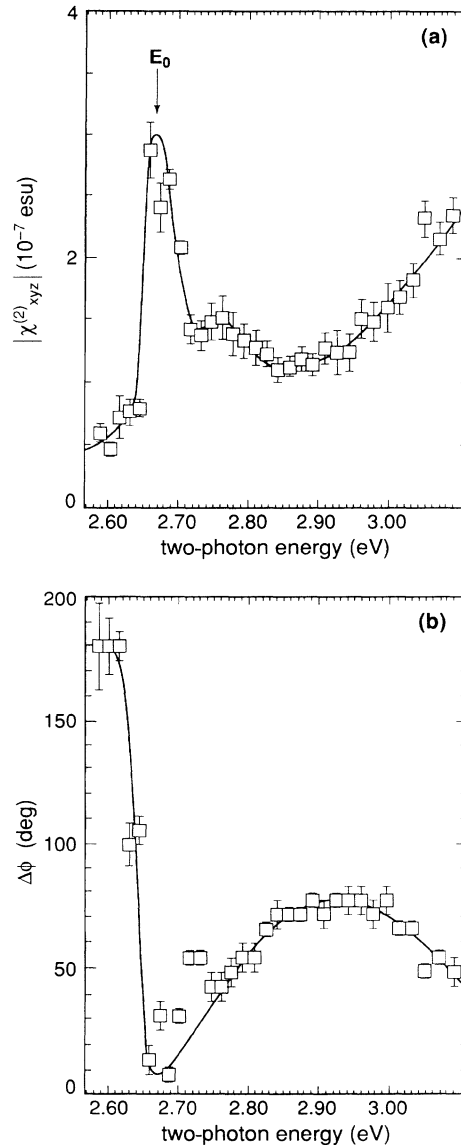 (a)
E₀
4
2
0
|χ⁽²⁾xyz| (10⁻⁷ esu)
2.60 2.70 2.80 2.90 3.00
two-photon energy (eV)
(b)
200
150
100
50
0
Δϕ (deg)
2.60 2.70 2.80 2.90 3.00
two-photon energy (eV)